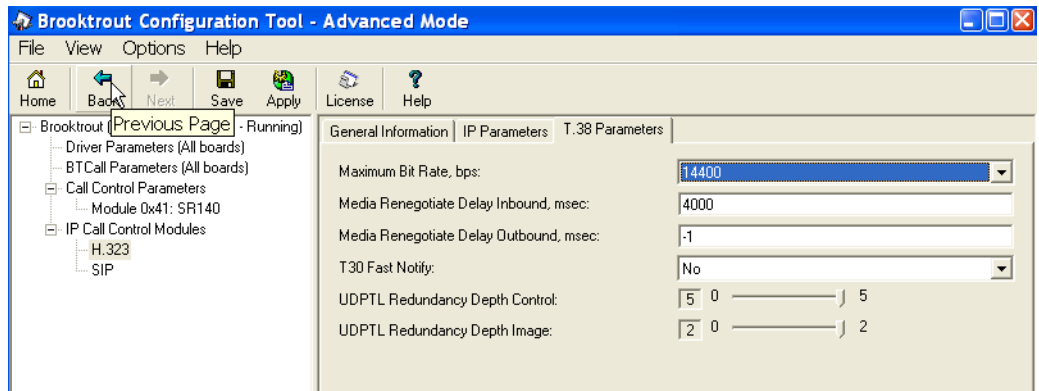 Brooktrout Configuration Tool - Advanced Mode
File View Options Help
Home Back Next Save Apply License Help
Previous Page
Brooktrout ( - Running)
Driver Parameters (All boards)
BTCall Parameters (All boards)
Call Control Parameters
Module 0x41: SR140
IP Call Control Modules
H.323
SIP
General Information IP Parameters T.38 Parameters
Maximum Bit Rate, bps: 14400
Media Renegotiate Delay Inbound, msec: 4000
Media Renegotiate Delay Outbound, msec: -1
T30 Fast Notify: No
UDPTL Redundancy Depth Control: 5 0 5
UDPTL Redundancy Depth Image: 2 0 2